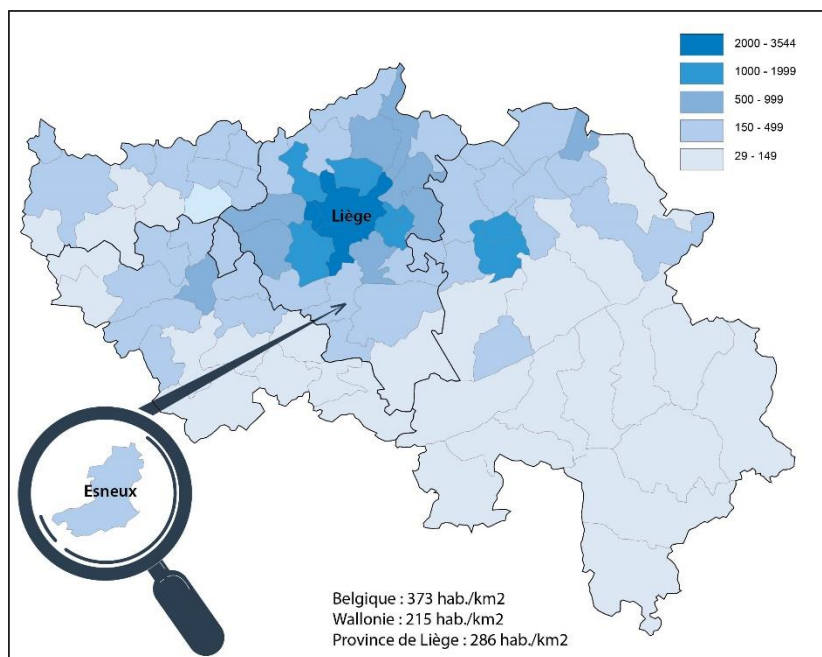 2000 - 3544
1000 - 1999
500 - 999
150 - 499
29 - 149
Liège
Esneux
Belgique : 373 hab./km2
Wallonie : 215 hab./km2
Province de Liège : 286 hab./km2